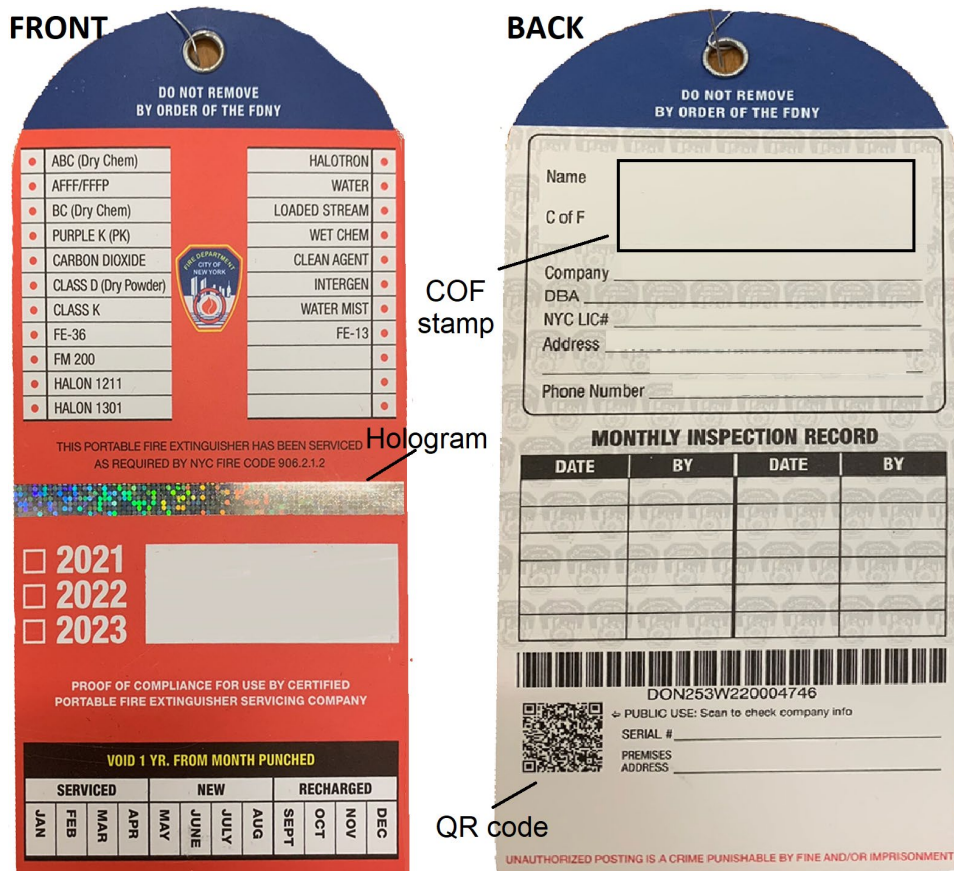 FRONT
DO NOT REMOVE
BY ORDER OF THE FDNY
ABC (Dry Chem)
AFFF/FFFP
BC (Dry Chem)
PURPLE K (PK)
CARBON DIOXIDE
CLASS D (Dry Powder)
CLASS K
FE-36
FM 200
HALON 1211
HALON 1301
FIRE DEPARTMENT
CITY OF
NEW YORK
HALOTRON
WATER
LOADED STREAM
WET CHEM
CLEAN AGENT
INTERGEN
WATER MIST
FE-13
THIS PORTABLE FIRE EXTINGUISHER HAS BEEN SERVICED
AS REQUIRED BY NYC FIRE CODE 906.2.1.2
Hologram
2021
2022
2023
PROOF OF COMPLIANCE FOR USE BY CERTIFIED
PORTABLE FIRE EXTINGUISHER SERVICING COMPANY
VOID 1 YR. FROM MONTH PUNCHED
SERVICED NEW RECHARGED
JAN FEB MAR APR MAY JUNE JULY AUG SEPT OCT NOV DEC
BACK
DO NOT REMOVE
BY ORDER OF THE FDNY
Name
C of F
COF
stamp
Company
DBA
NYC LIC#
Address
Phone Number
MONTHLY INSPECTION RECORD
DATE BY DATE BY
DON253W220004746
⇦ PUBLIC USE: Scan to check company info
SERIAL #
PREMISES
ADDRESS
QR code
UNAUTHORIZED POSTING IS A CRIME PUNISHABLE BY FINE AND/OR IMPRISONMENT